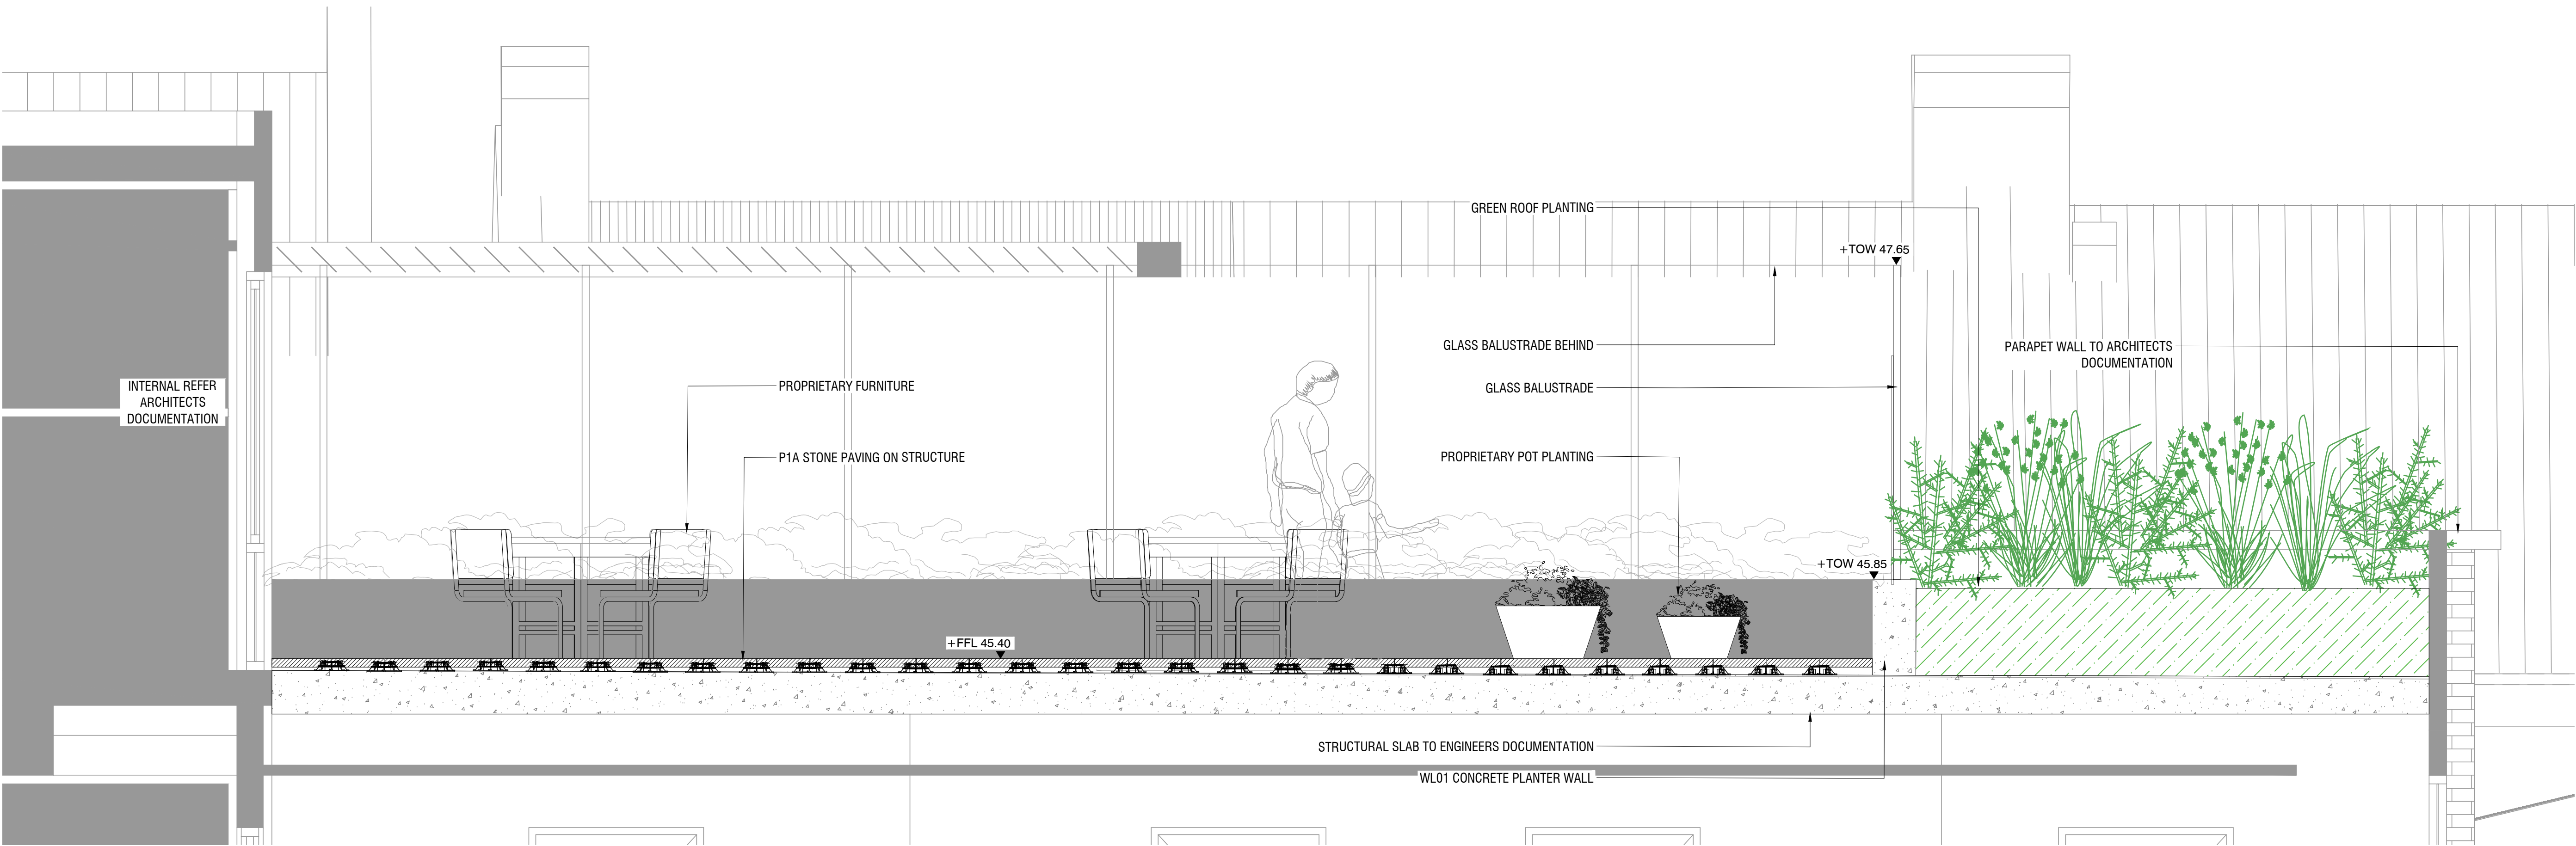 GREEN ROOF PLANTING
+TOW 47.65
GLASS BALUSTRADE BEHIND
PARAPET WALL TO ARCHITECTS
DOCUMENTATION
INTERNAL REFER
ARCHITECTS
DOCUMENTATION
PROPRIETARY FURNITURE
GLASS BALUSTRADE
P1A STONE PAVING ON STRUCTURE
PROPRIETARY POT PLANTING
+TOW 45.85
+FFL 45.40
STRUCTURAL SLAB TO ENGINEERS DOCUMENTATION
WL01 CONCRETE PLANTER WALL